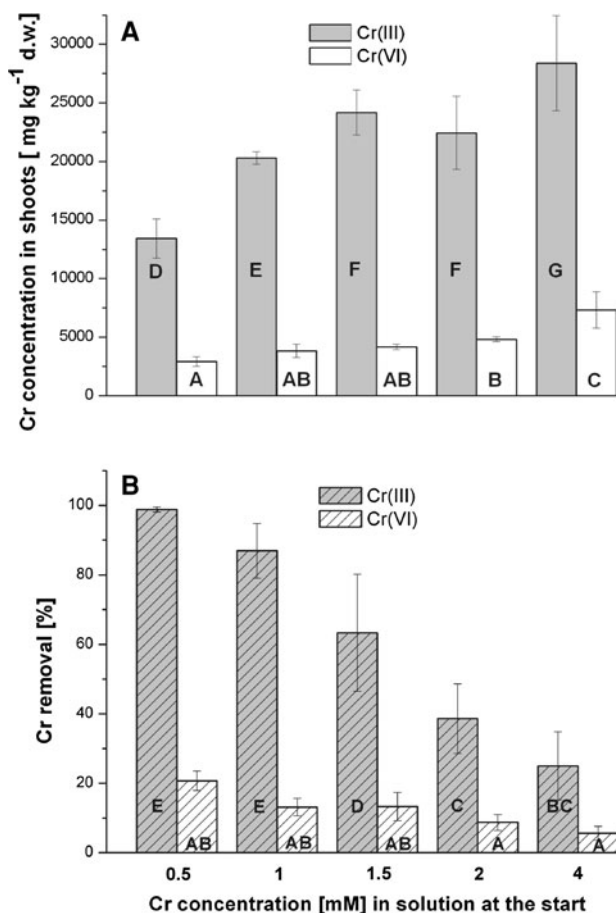 A
Cr(III)
Cr(VI)
Cr concentration in shoots [ mg kg⁻¹ d.w.]
30000
25000
20000
15000
10000
5000
0
D
A
E
AB
F
AB
F
B
G
C
B
Cr(III)
Cr(VI)
Cr removal [%]
100
80
60
40
20
0
E
AB
E
AB
D
AB
C
A
BC
A
0.5 1 1.5 2 4
Cr concentration [mM] in solution at the start